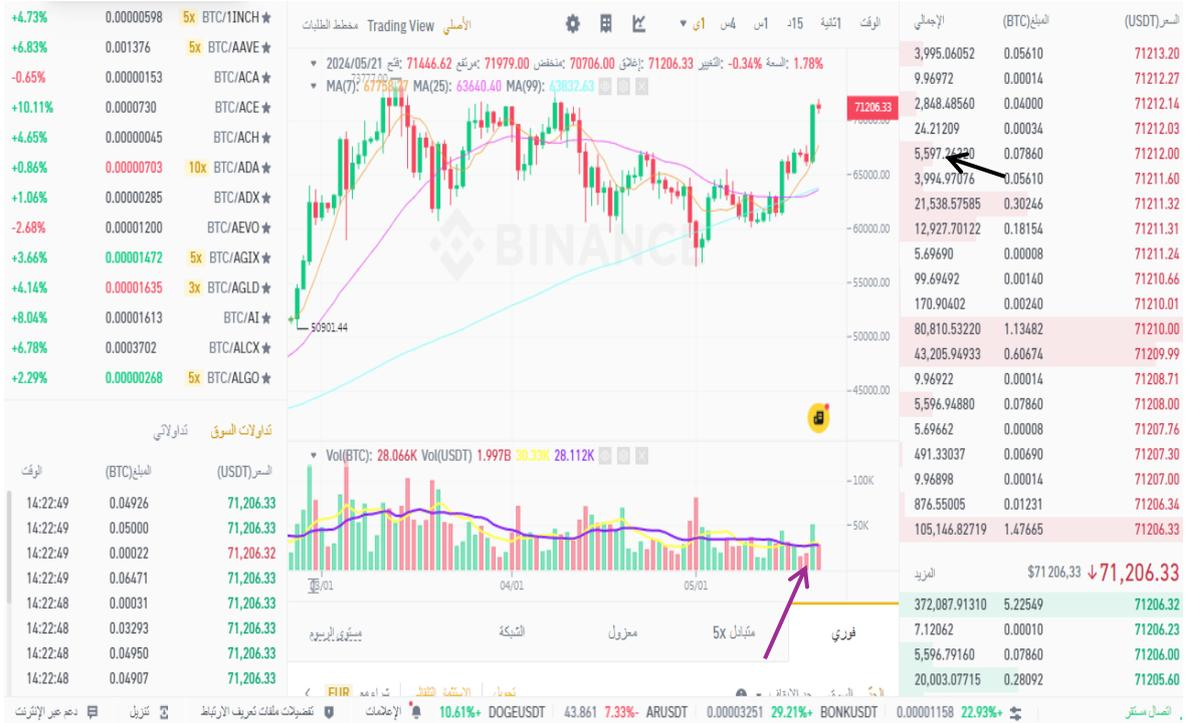 +4.73% 0.00000598 5x BTC/1INCH
+6.83% 0.001376 5x BTC/AAVE
-0.65% 0.00000153 BTC/ACA
+10.11% 0.0000730 BTC/ACE
+4.65% 0.00000045 BTC/ACH
+0.86% 0.00000703 10x BTC/ADA
+1.06% 0.00000285 BTC/ADX
-2.68% 0.00001200 BTC/AEVO
+3.66% 0.00001472 5x BTC/AGIX
+4.14% 0.00001635 3x BTC/AGLD
+8.04% 0.00001613 BTC/AI
+6.78% 0.0003702 BTC/ALCX
+2.29% 0.00000268 5x BTC/ALGO
تداولات السوق تداولاتي
السعر(USDT) المبلغ(BTC) الوقت
14:22:49 0.04926 71,206.33
14:22:49 0.05000 71,206.33
14:22:49 0.00022 71,206.32
14:22:49 0.06471 71,206.33
14:22:48 0.00031 71,206.33
14:22:48 0.03293 71,206.33
14:22:48 0.04950 71,206.33
14:22:48 0.04907 71,206.33
الوقت 1ثانية 15د 1س 4س 1ي
الأصلي Trading View مخطط الطلبات
2024/05/21 فتح: 71446.62 مرتفع: 71979.00 منخفض: 70706.00 إغلاق: 71206.33 التغيير: -0.34% السعة: 1.78%
MA(7): MA(25): 63640.40 MA(99): 63832.63
73777.00
71206.33
70000.00
65000.00
60000.00
55000.00
50000.00
45000.00
BINANCE
50901.44
Vol(BTC): 28.066K Vol(USDT) 1.997B 30.33K 28.112K
100K
50K
03/01 04/01 05/01
فوري متبادل 5x معزول الشبكة مستوى الرسوم
EUR
السعر(USDT) المبلغ(BTC) الإجمالي
3,995.06052 0.05610 71213.20
9.96972 0.00014 71212.27
2,848.48560 0.04000 71212.14
24.21209 0.00034 71212.03
0.07860 71212.00
3,994.97076 0.05610 71211.60
21,538.57585 0.30246 71211.32
12,927.70122 0.18154 71211.31
5.69690 0.00008 71211.24
99.69492 0.00140 71210.66
170.90402 0.00240 71210.01
80,810.53220 1.13482 71210.00
43,205.94933 0.60674 71209.99
9.96922 0.00014 71208.71
5,596.94880 0.07860 71208.00
5.69662 0.00008 71207.76
491.33037 0.00690 71207.30
9.96898 0.00014 71207.00
876.55005 0.01231 71206.34
105,146.82719 1.47665 71206.33
المزيد $71206,33 ↓71,206.33
372,087.91310 5.22549 71206.32
7.12062 0.00010 71206.23
5,596.79160 0.07860 71206.00
20,003.07715 0.28092 71205.60
دعم عبر الإنترنت تنزيل تفضيلات ملفات تعريف الارتباط الإعلانات 10.61%+ DOGEUSDT 43.861 7.33%- ARUSDT 0.00003251 29.21%+ BONKUSDT 0.00001158 22.93%+